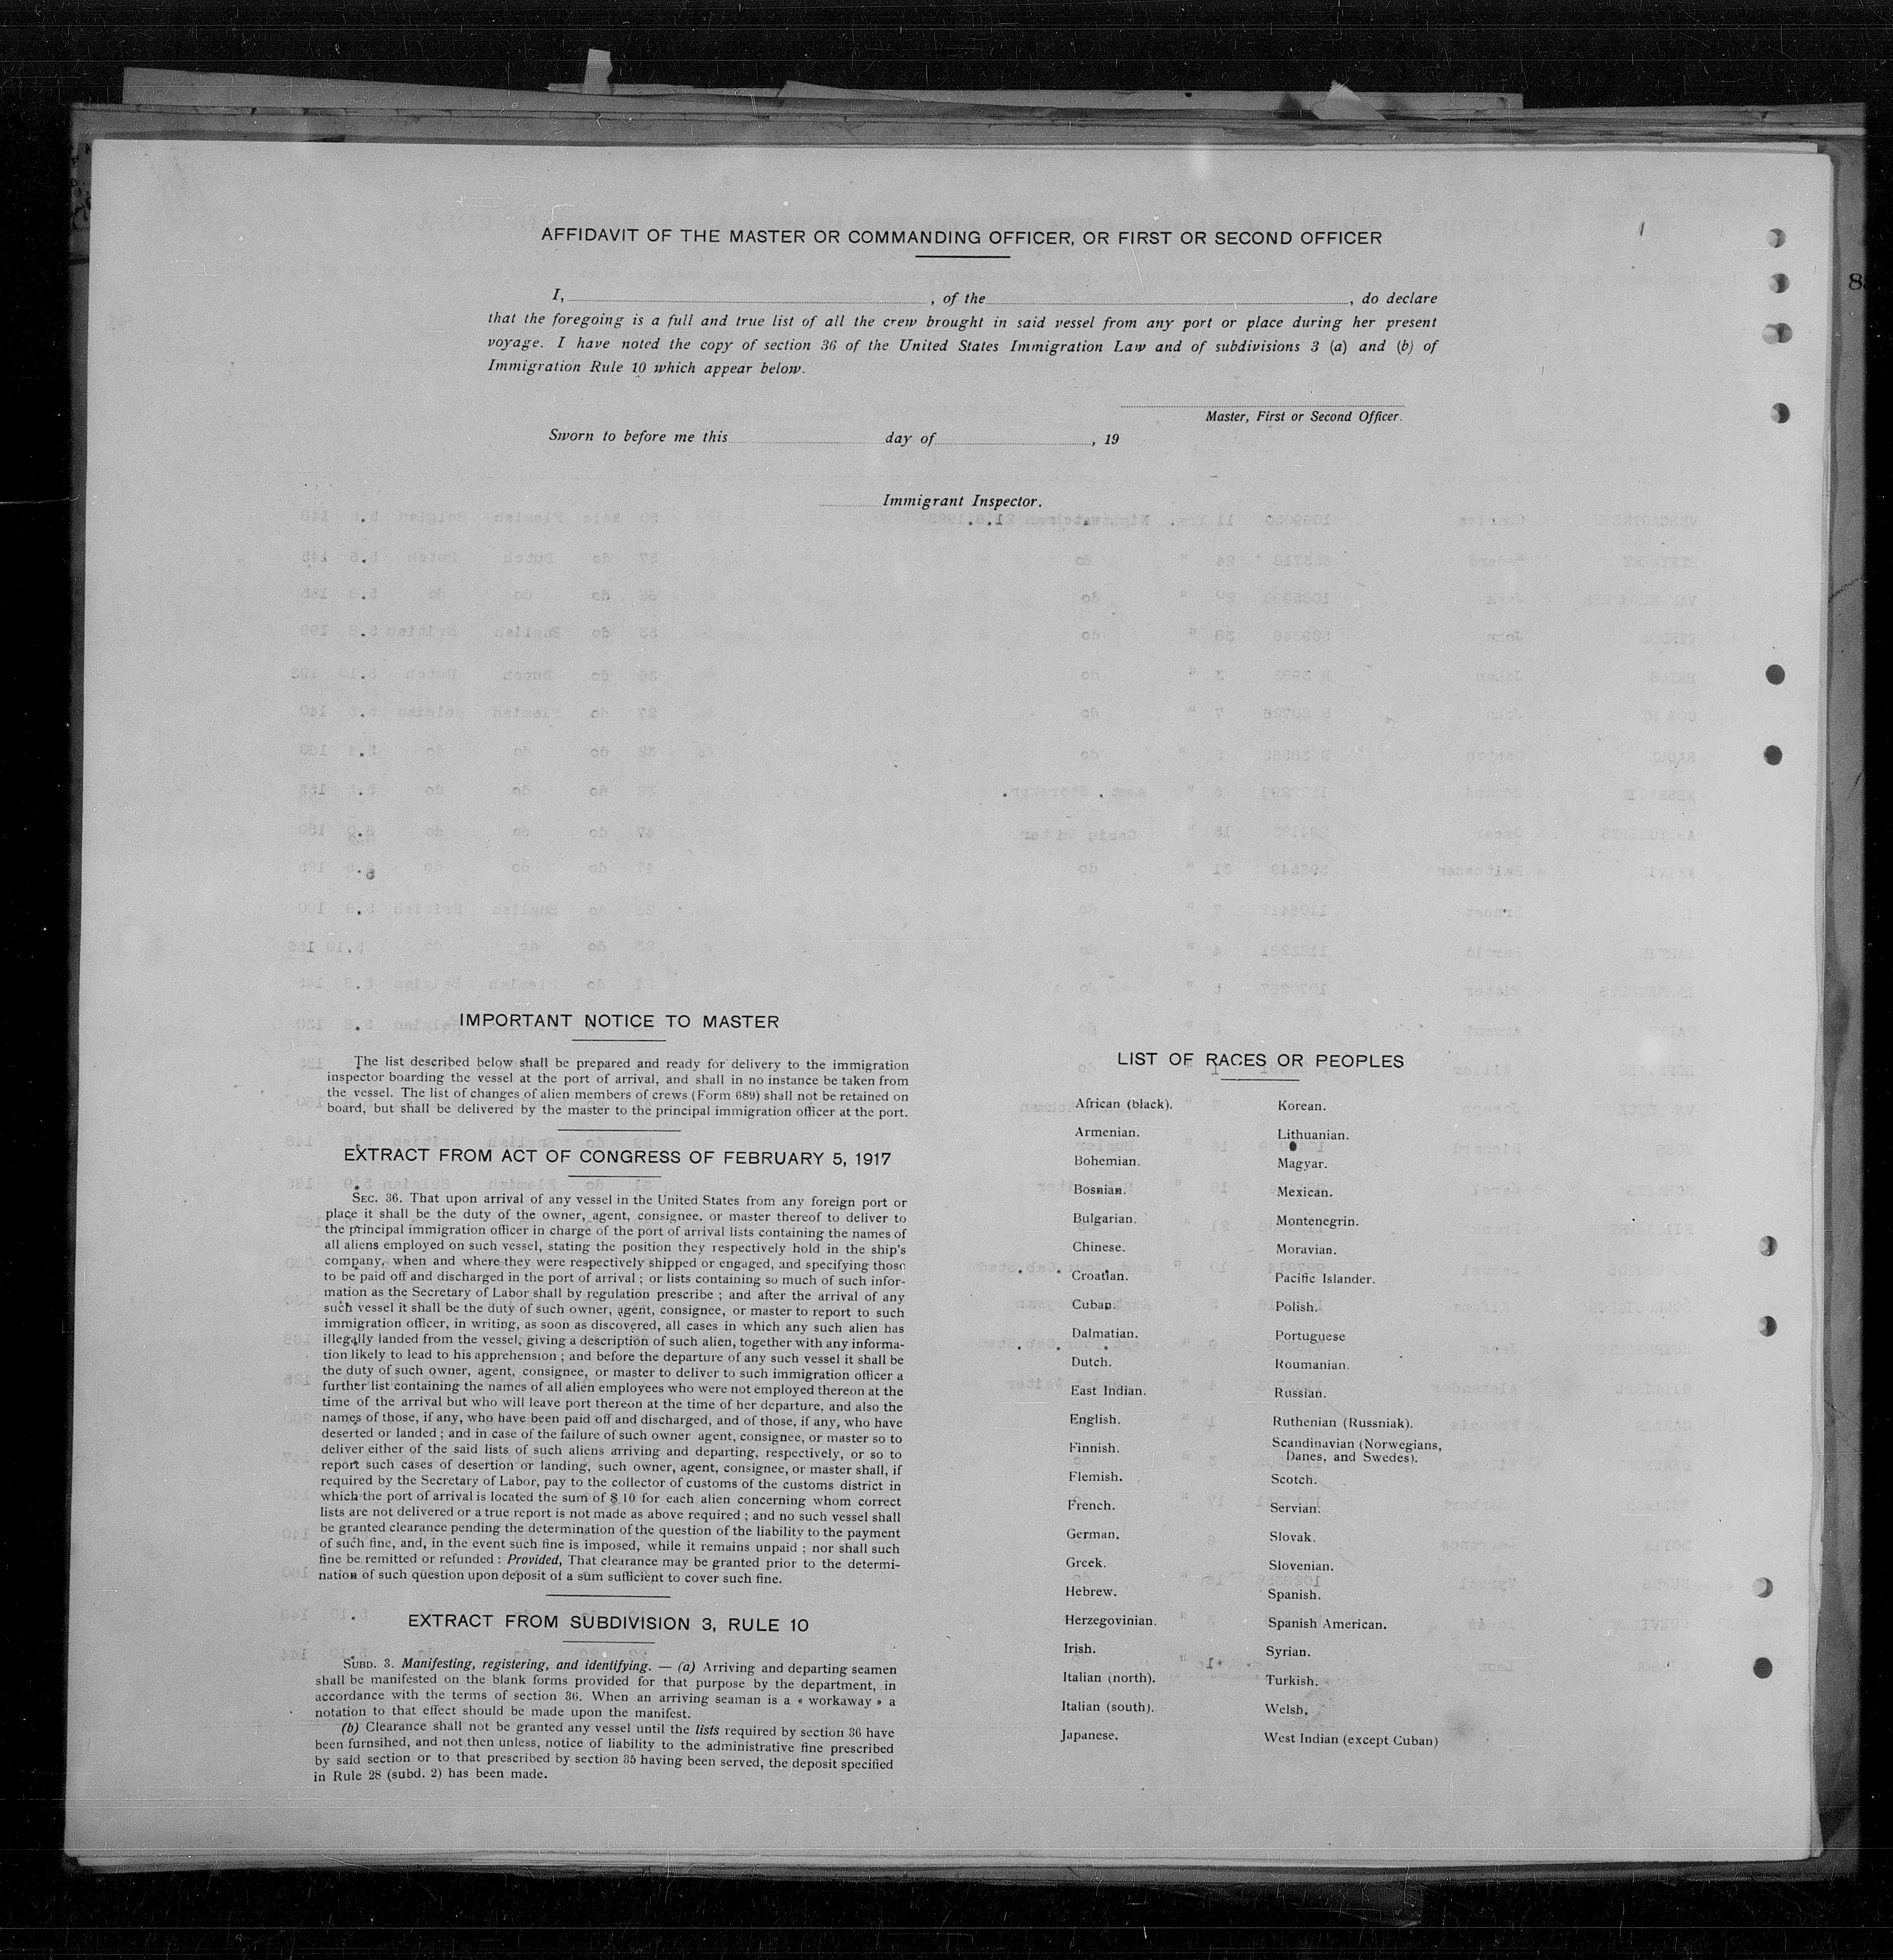 AFFIDAVIT OF THE MASTER OR COMMANDING OFFICER, OR FIRST OR SECOND OFFICER
I, , of the , do declare
that the foregoing is a full and true list of all the crew brought in said vessel from any port or place during her present
voyage. I have noted the copy of section 36 of the United States Immigration Law and of subdivisions 3 (a) and (b) of
Immigration Rule 10 which appear below.
Master, First or Second Officer.
Sworn to before me this day of , 19
Immigrant Inspector.
IMPORTANT NOTICE TO MASTER
The list described below shall be prepared and ready for delivery to the immigration
inspector boarding the vessel at the port of arrival, and shall in no instance be taken from
the vessel. The list of changes of alien members of crews (Form 689) shall not be retained on
board, but shall be delivered by the master to the principal immigration officer at the port.
EXTRACT FROM ACT OF CONGRESS OF FEBRUARY 5, 1917
SEC. 36. That upon arrival of any vessel in the United States from any foreign port or
place it shall be the duty of the owner, agent, consignee, or master thereof to deliver to
the principal immigration officer in charge of the port of arrival lists containing the names of
all aliens employed on such vessel, stating the position they respectively hold in the ship's
company, when and where they were respectively shipped or engaged, and specifying those
to be paid off and discharged in the port of arrival ; or lists containing so much of such infor-
mation as the Secretary of Labor shall by regulation prescribe ; and after the arrival of any
such vessel it shall be the duty of such owner, agent, consignee, or master to report to such
immigration officer, in writing, as soon as discovered, all cases in which any such alien has
illegally landed from the vessel, giving a description of such alien, together with any informa-
tion likely to lead to his apprehension ; and before the departure of any such vessel it shall be
the duty of such owner, agent, consignee, or master to deliver to such immigration officer a
further list containing the names of all alien employees who were not employed thereon at the
time of the arrival but who will leave port thereon at the time of her departure, and also the
names of those, if any, who have been paid off and discharged, and of those, if any, who have
deserted or landed ; and in case of the failure of such owner agent, consignee, or master so to
deliver either of the said lists of such aliens arriving and departing, respectively, or so to
report such cases of desertion or landing, such owner, agent, consignee, or master shall, if
required by the Secretary of Labor, pay to the collector of customs of the customs district in
which the port of arrival is located the sum of $ 10 for each alien concerning whom correct
lists are not delivered or a true report is not made as above required ; and no such vessel shall
be granted clearance pending the determination of the question of the liability to the payment
of such fine, and, in the event such fine is imposed, while it remains unpaid ; nor shall such
fine be remitted or refunded : Provided, That clearance may be granted prior to the determi-
nation of such question upon deposit of a sum sufficient to cover such fine.
EXTRACT FROM SUBDIVISION 3, RULE 10
SUBD. 3. Manifesting, registering, and identifying. — (a) Arriving and departing seamen
shall be manifested on the blank forms provided for that purpose by the department, in
accordance with the terms of section 36. When an arriving seaman is a « workaway » a
notation to that effect should be made upon the manifest.
(b) Clearance shall not be granted any vessel until the lists required by section 36 have
been furnsihed, and not then unless, notice of liability to the administrative fine prescribed
by said section or to that prescribed by section 35 having been served, the deposit specified
in Rule 28 (subd. 2) has been made.
LIST OF RACES OR PEOPLES
African (black).
Armenian.
Bohemian.
Bosnian.
Bulgarian.
Chinese.
Croatian.
Cuban.
Dalmatian.
Dutch.
East Indian.
English.
Finnish.
Flemish.
French.
German.
Greek.
Hebrew.
Herzegovinian.
Irish.
Italian (north).
Italian (south).
Japanese.
Korean.
Lithuanian.
Magyar.
Mexican.
Montenegrin.
Moravian.
Pacific Islander.
Polish.
Portuguese
Roumanian.
Russian.
Ruthenian (Russniak).
Scandinavian (Norwegians,
Danes, and Swedes).
Scotch.
Servian.
Slovak.
Slovenian.
Spanish.
Spanish American.
Syrian.
Turkish.
Welsh.
West Indian (except Cuban)